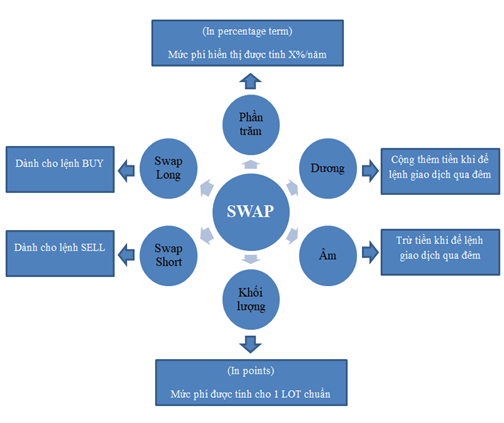 (In percentage term)
Mức phí hiển thị được tính X%/năm
Phần
trăm
Swap
Long
Dành cho lệnh BUY
Dương
Cộng thêm tiền khi để
lệnh giao dịch qua đêm
SWAP
Swap
Short
Dành cho lệnh SELL
Âm
Trừ tiền khi để lệnh
giao dịch qua đêm
Khối
lượng
(In points)
Mức phí được tính cho 1 LOT chuẩn